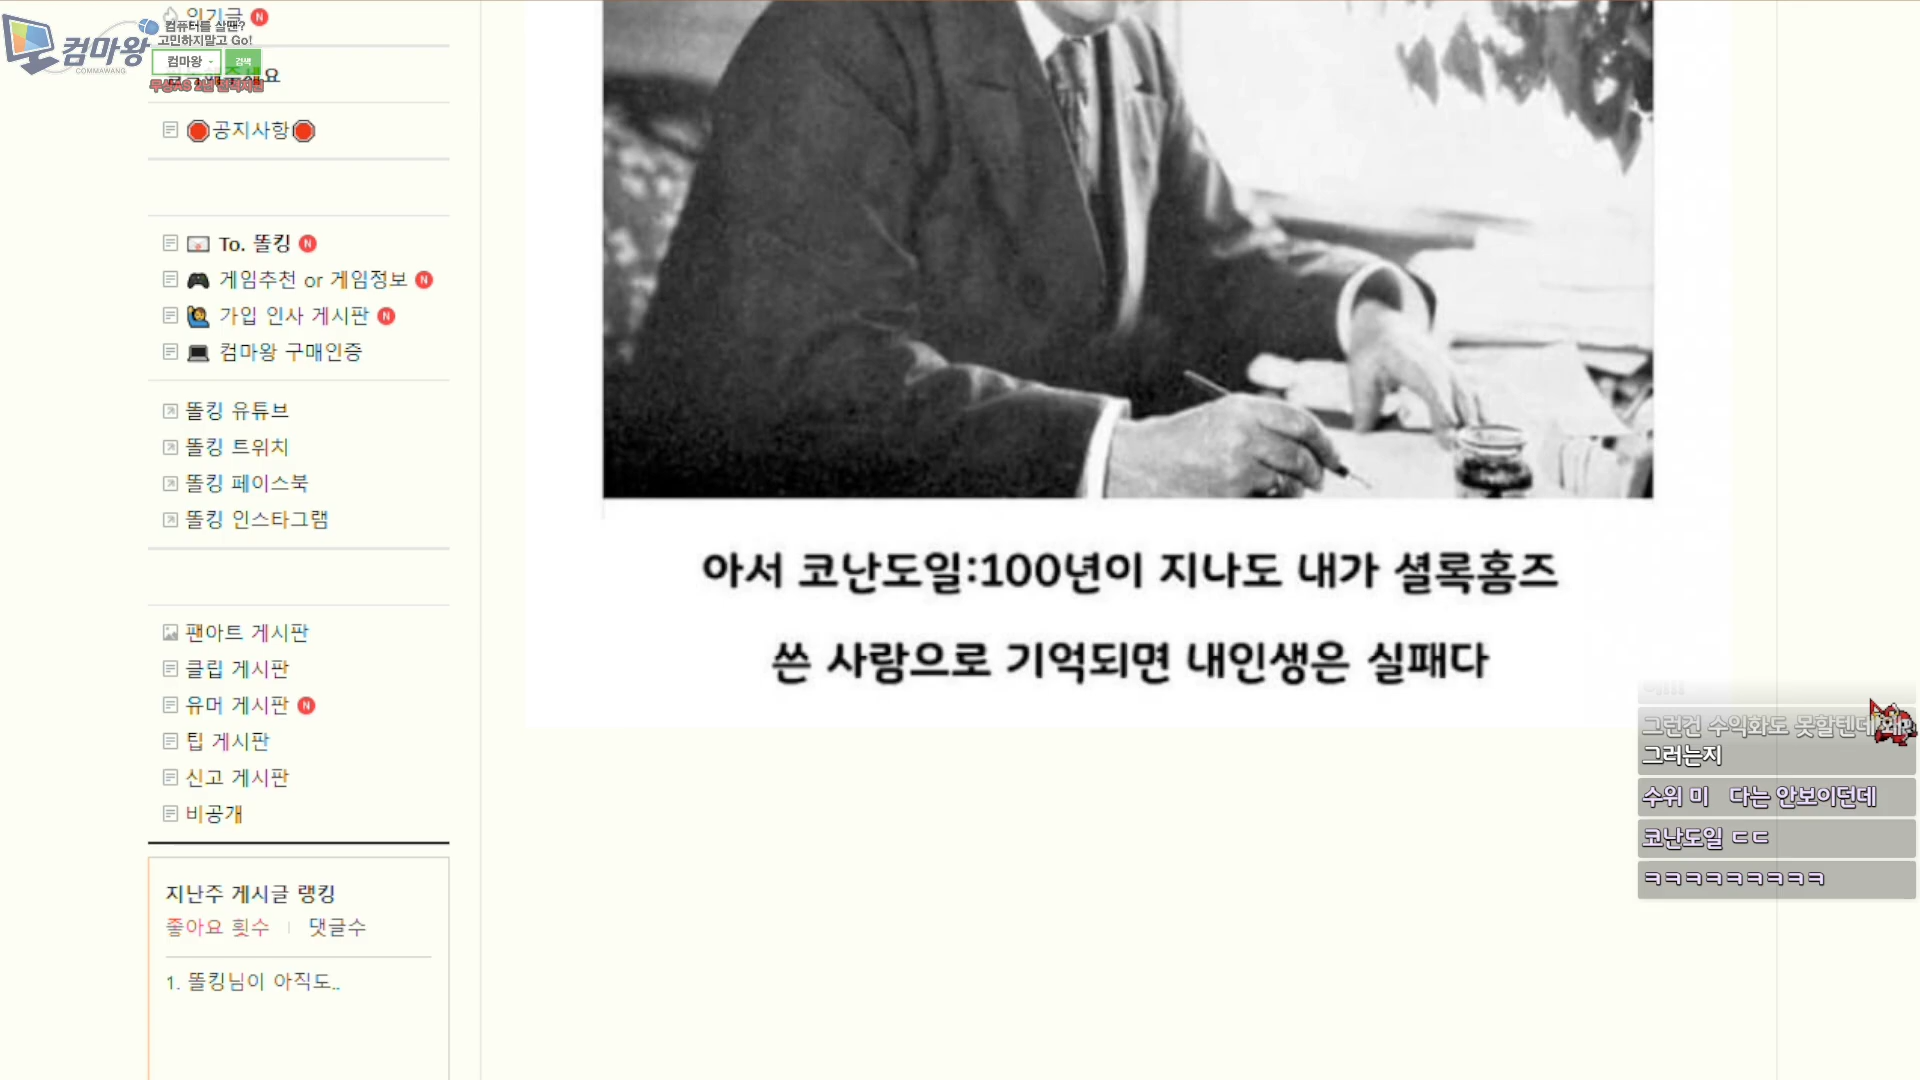 인기글 N
컴퓨터를 살땐?
고민하지말고 Go!
컴마왕
COMMAWANG
컴마왕 검색
공지사항
To. 똘킹 N
게임추천 or 게임정보 N
가입 인사 게시판 N
컴마왕 구매인증
똘킹 유튜브
똘킹 트위치
똘킹 페이스북
똘킹 인스타그램
팬아트 게시판
클립 게시판
유머 게시판 N
팁 게시판
신고 게시판
비공개
지난주 게시글 랭킹
좋아요 횟수 댓글수
1. 똘킹님이 아직도..
아서 코난도일:100년이 지나도 내가 셜록홈즈
쓴 사람으로 기억되면 내인생은 실패다
그런건 수익화도 못할텐데 왜
그러는지
수위 미 다는 안보이던데
코난도일 ㄷㄷ
ㅋㅋㅋㅋㅋㅋㅋㅋㅋ